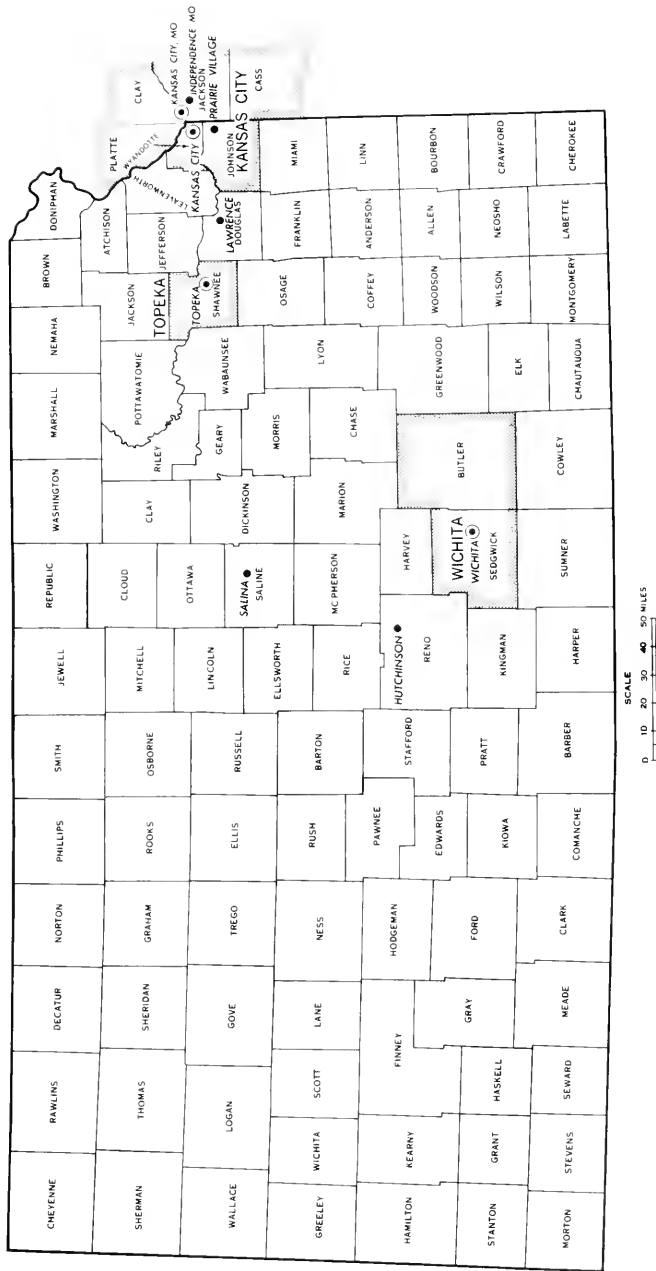 CHEYENNE
RAWLINS
DECATUR
NORTON
PHILLIPS
SMITH
JEWELL
REPUBLIC
WASHINGTON
MARSHALL
NEMAHA
BROWN
DONIPHAN
SHERMAN
THOMAS
SHERIDAN
GRAHAM
ROOKS
OSBORNE
MITCHELL
CLOUD
CLAY
RILEY
POTTAWATOMIE
JACKSON
ATCHISON
JEFFERSON
LEAVENWORTH
WYANDOTTE
PLATTE
CLAY
KANSAS CITY, MO
INDEPENDENCE MO
JACKSON
PRAIRIE VILLAGE
KANSAS CITY
JOHNSON
KANSAS CITY
CASS
WALLACE
LOGAN
GOVE
TREGO
ELLIS
RUSSELL
LINCOLN
OTTAWA
SALINA
SALINE
ELLSWORTH
DICKINSON
GEARY
MORRIS
WABAUNSEE
TOPEKA
TOPEKA
SHAWNEE
LAWRENCE
DOUGLAS
GREELEY
WICHITA
SCOTT
LANE
NESS
RUSH
BARTON
RICE
MC PHERSON
MARION
CHASE
LYON
OSAGE
FRANKLIN
MIAMI
HAMILTON
KEARNY
FINNEY
HODGEMAN
PAWNEE
STAFFORD
HUTCHINSON
RENO
HARVEY
BUTLER
GREENWOOD
COFFEY
ANDERSON
LINN
EDWARDS
WICHITA
WICHITA
SEDGWICK
WOODSON
ALLEN
BOURBON
STANTON
GRANT
HASKELL
GRAY
FORD
KIOWA
PRATT
KINGMAN
ELK
WILSON
NEOSHO
CRAWFORD
MORTON
STEVENS
SEWARD
MEADE
CLARK
COMANCHE
BARBER
HARPER
SUMNER
COWLEY
CHAUTAUQUA
MONTGOMERY
LABETTE
CHEROKEE
SCALE
0 10 20 30 40 50 MILES